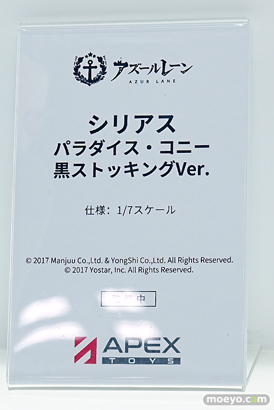 アズールレーン
AZUR LANE
シリアス
パラダイス・コニー
黒ストッキングVer.
仕様：1/7スケール
© 2017 Manjuu Co.,Ltd. & YongShi Co.,Ltd. All Rights Reserved.
© 2017 Yostar, Inc. All Rights Reserved.
中
APEX
TOYS
moeyo.com